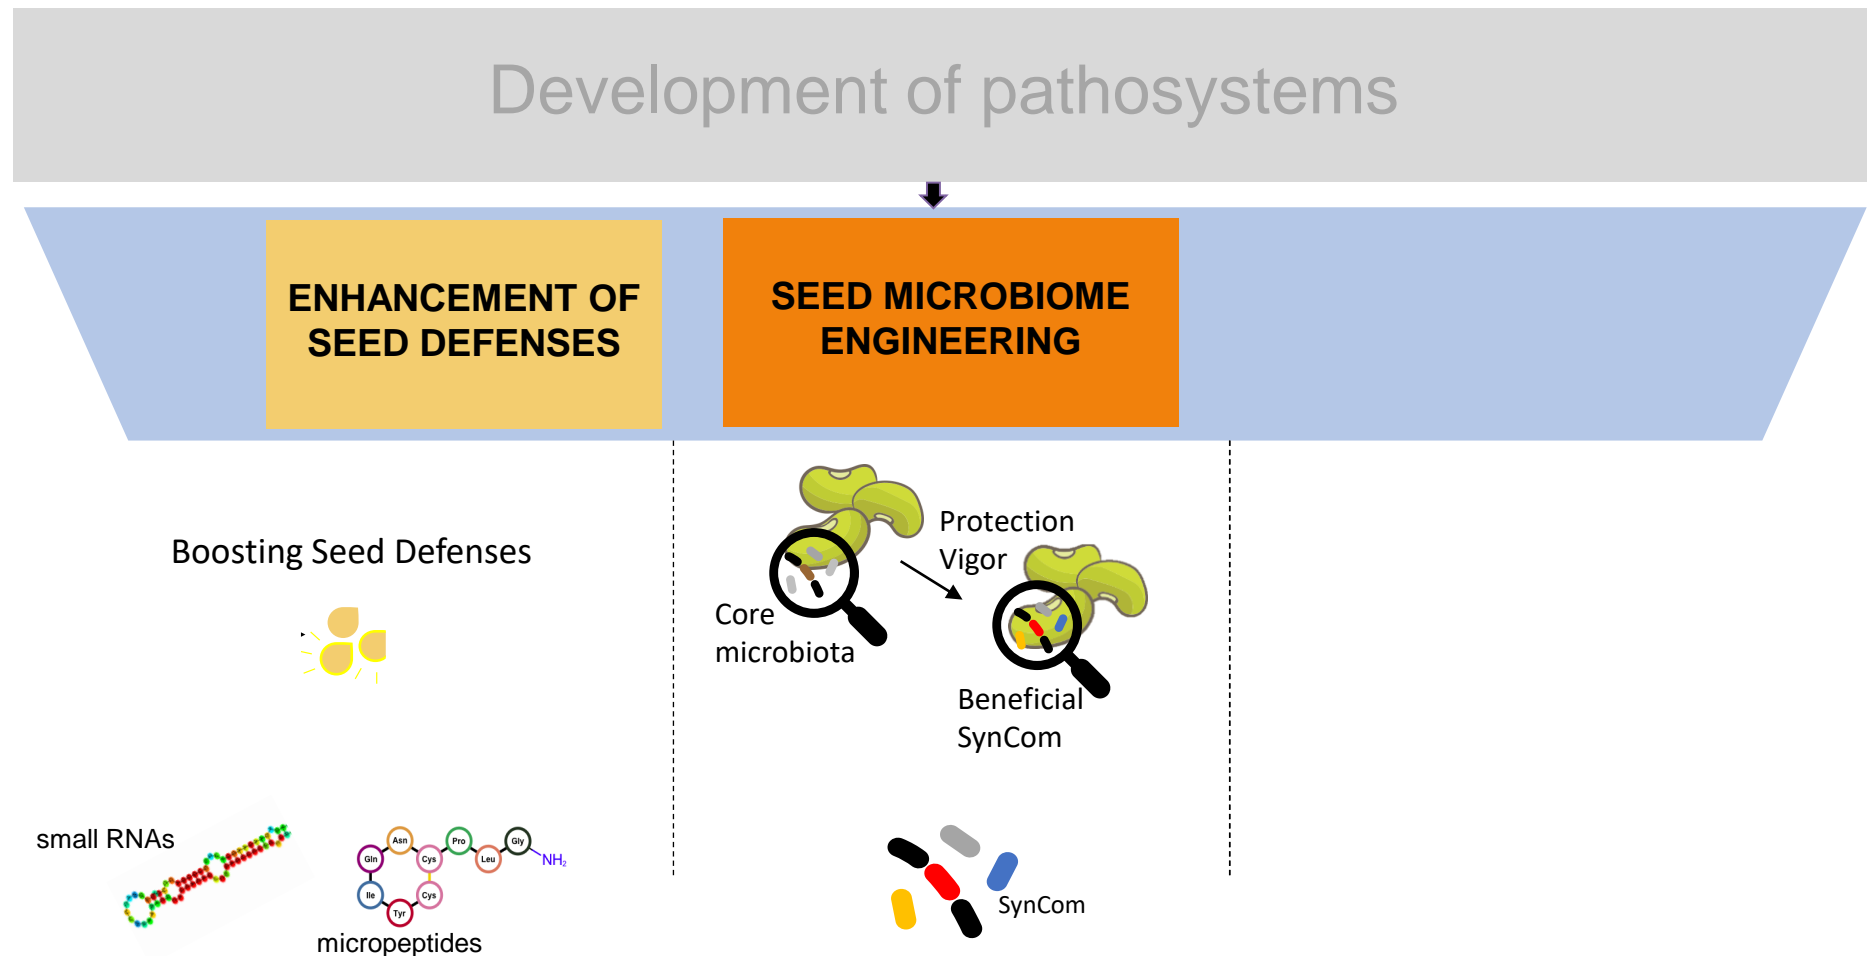 Development of pathosystems
ENHANCEMENT OF
SEED DEFENSES
SEED MICROBIOME
ENGINEERING
Boosting Seed Defenses
Protection
Vigor
Core
microbiota
Beneficial
SynCom
small RNAs
Gln
Asn
Cys
Pro
Leu
Gly
NH₂
Ile
Tyr
Cys
micropeptides
SynCom